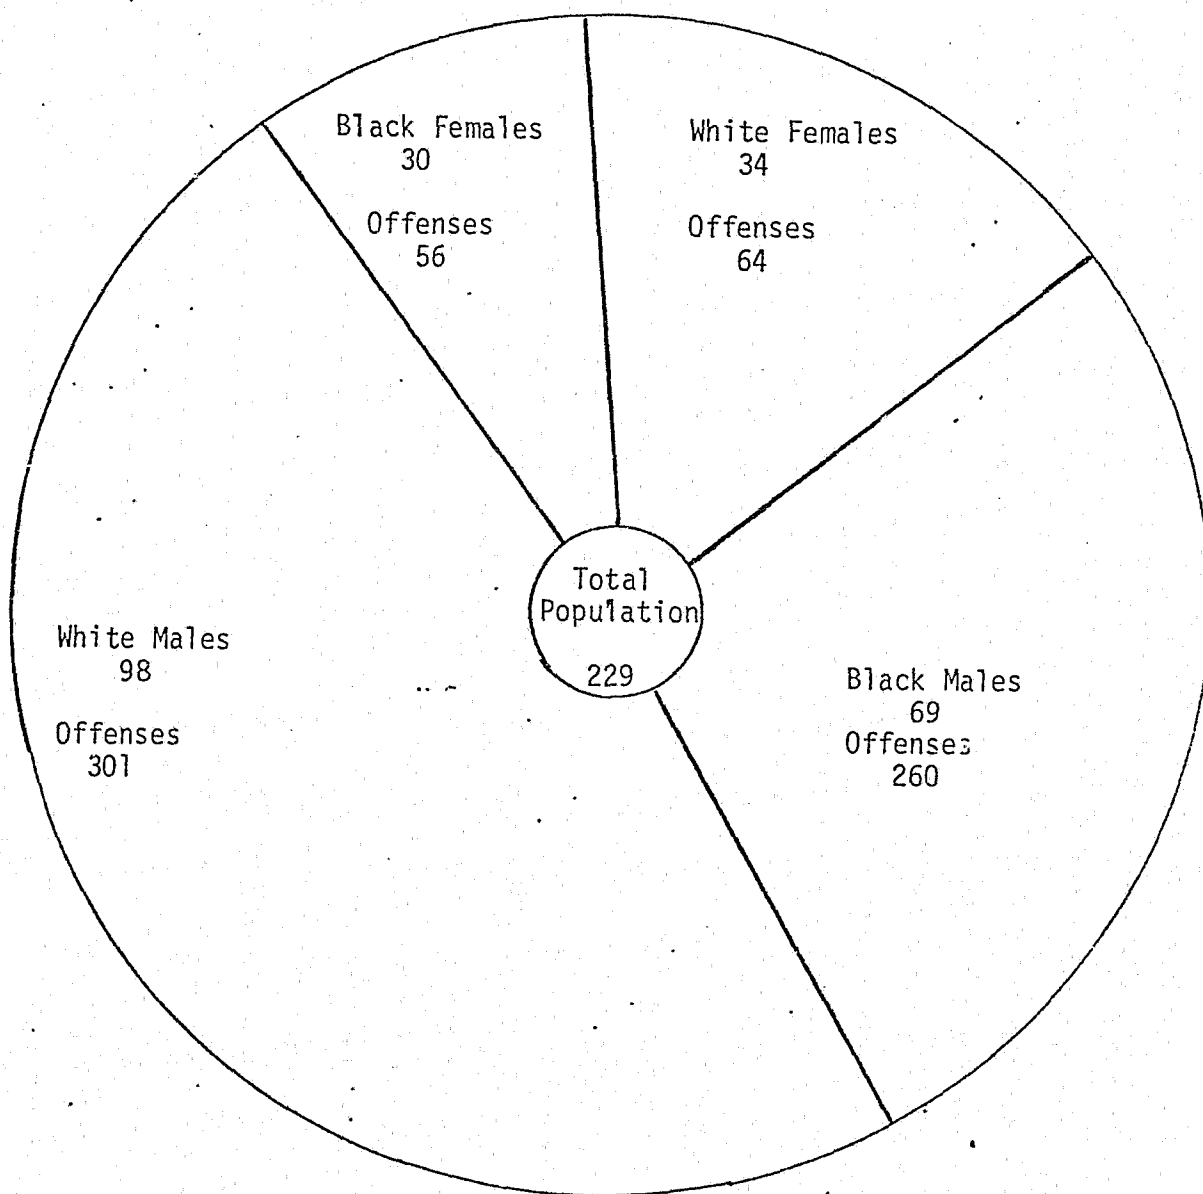 Black Females
30
Offenses
56
White Females
34
Offenses
64
Total
Population
229
White Males
98
Offenses
301
Black Males
69
Offenses
260